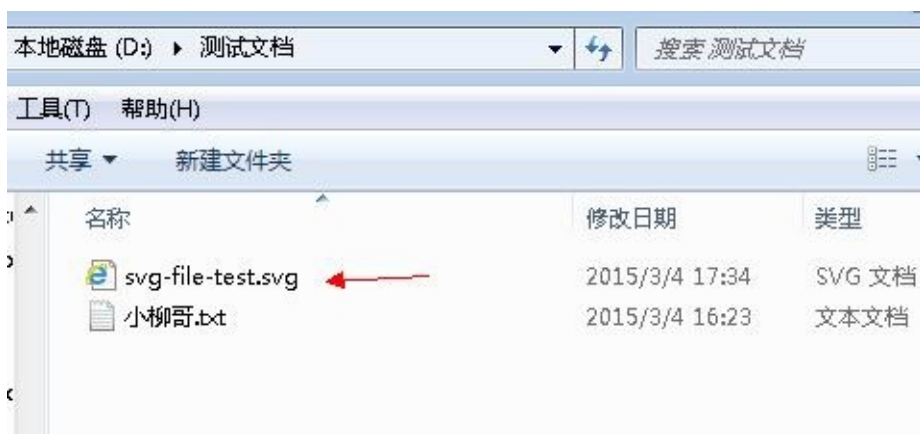 本地磁盘 (D:) 测试文档 搜索 测试文档
工具(T) 帮助(H)
共享 新建文件夹
名称 修改日期 类型
svg-file-test.svg 2015/3/4 17:34 SVG 文档
小柳哥.txt 2015/3/4 16:23 文本文档